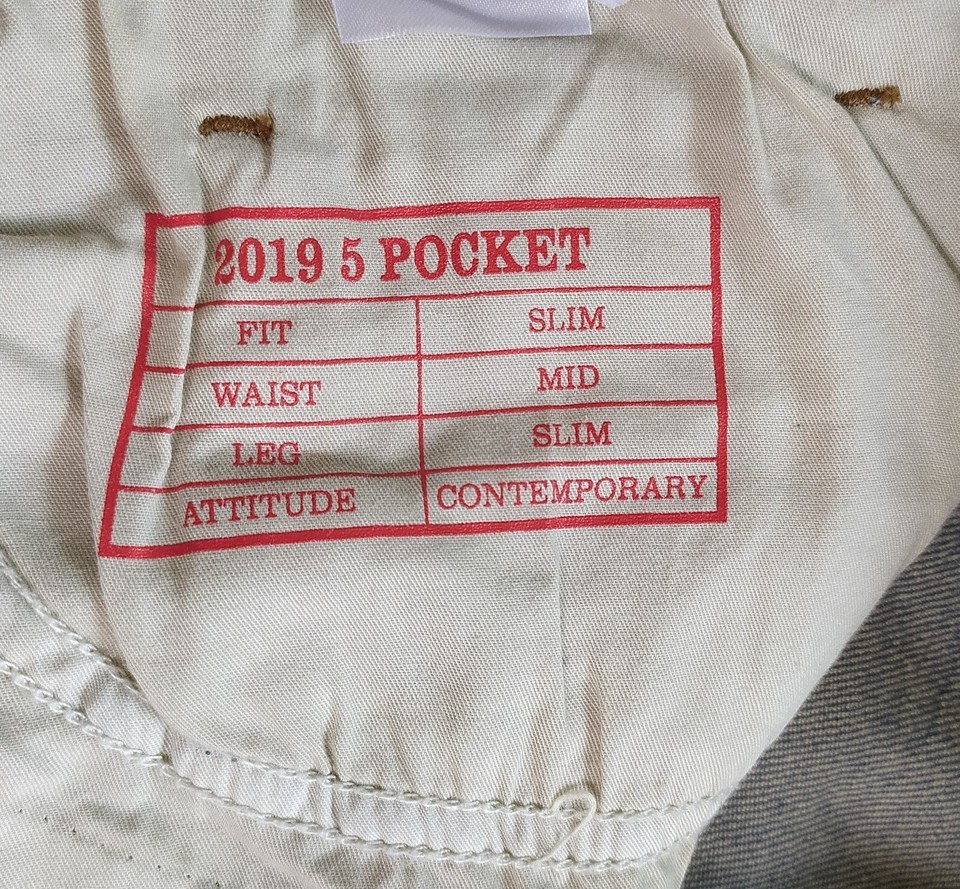 2019 5 POCKET
FIT SLIM
WAIST MID
LEG SLIM
ATTITUDE CONTEMPORARY